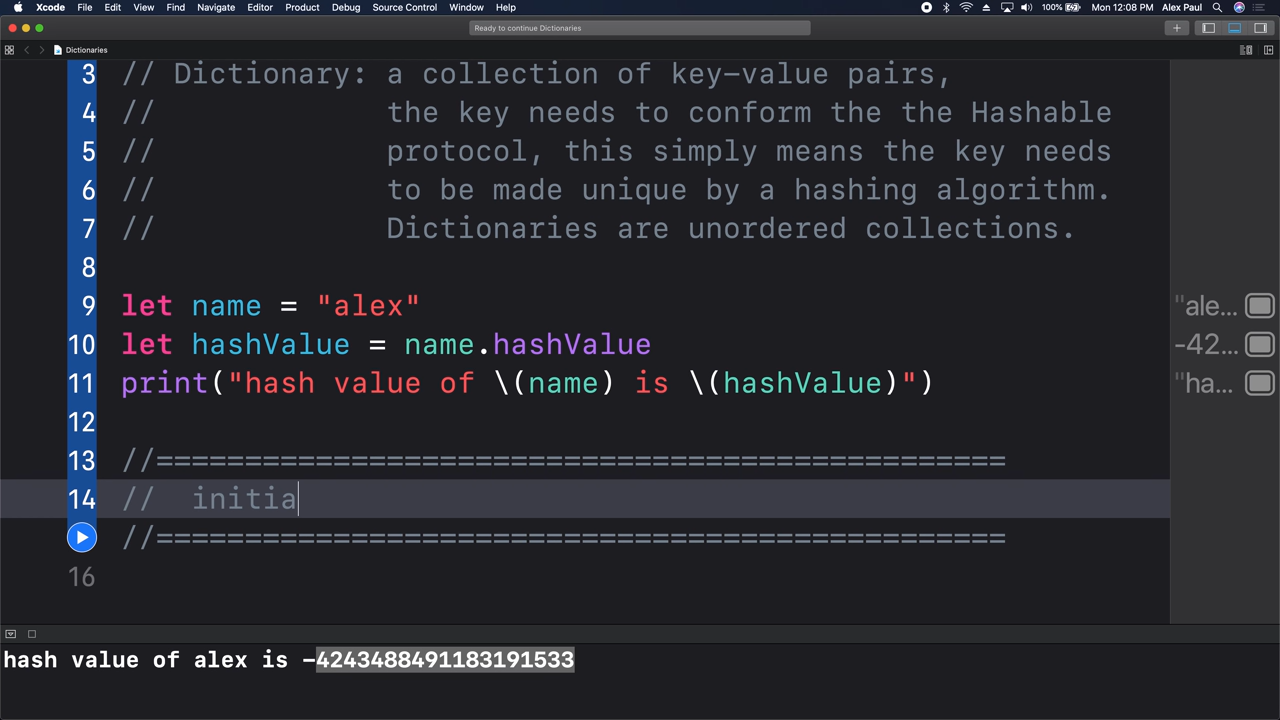 Xcode File Edit View Find Navigate Editor Product Debug Source Control Window Help 100% Mon 12:08 PM Alex Paul
Ready to continue Dictionaries
Dictionaries
3 // Dictionary: a collection of key-value pairs,
4 // the key needs to conform the the Hashable
5 // protocol, this simply means the key needs
6 // to be made unique by a hashing algorithm.
7 // Dictionaries are unordered collections.
8
9 let name = "alex" "ale...
10 let hashValue = name.hashValue -42...
11 print("hash value of \(name) is \(hashValue)") "ha...
12
13 //================================================
14 // initia
//================================================
16
hash value of alex is -4243488491183191533